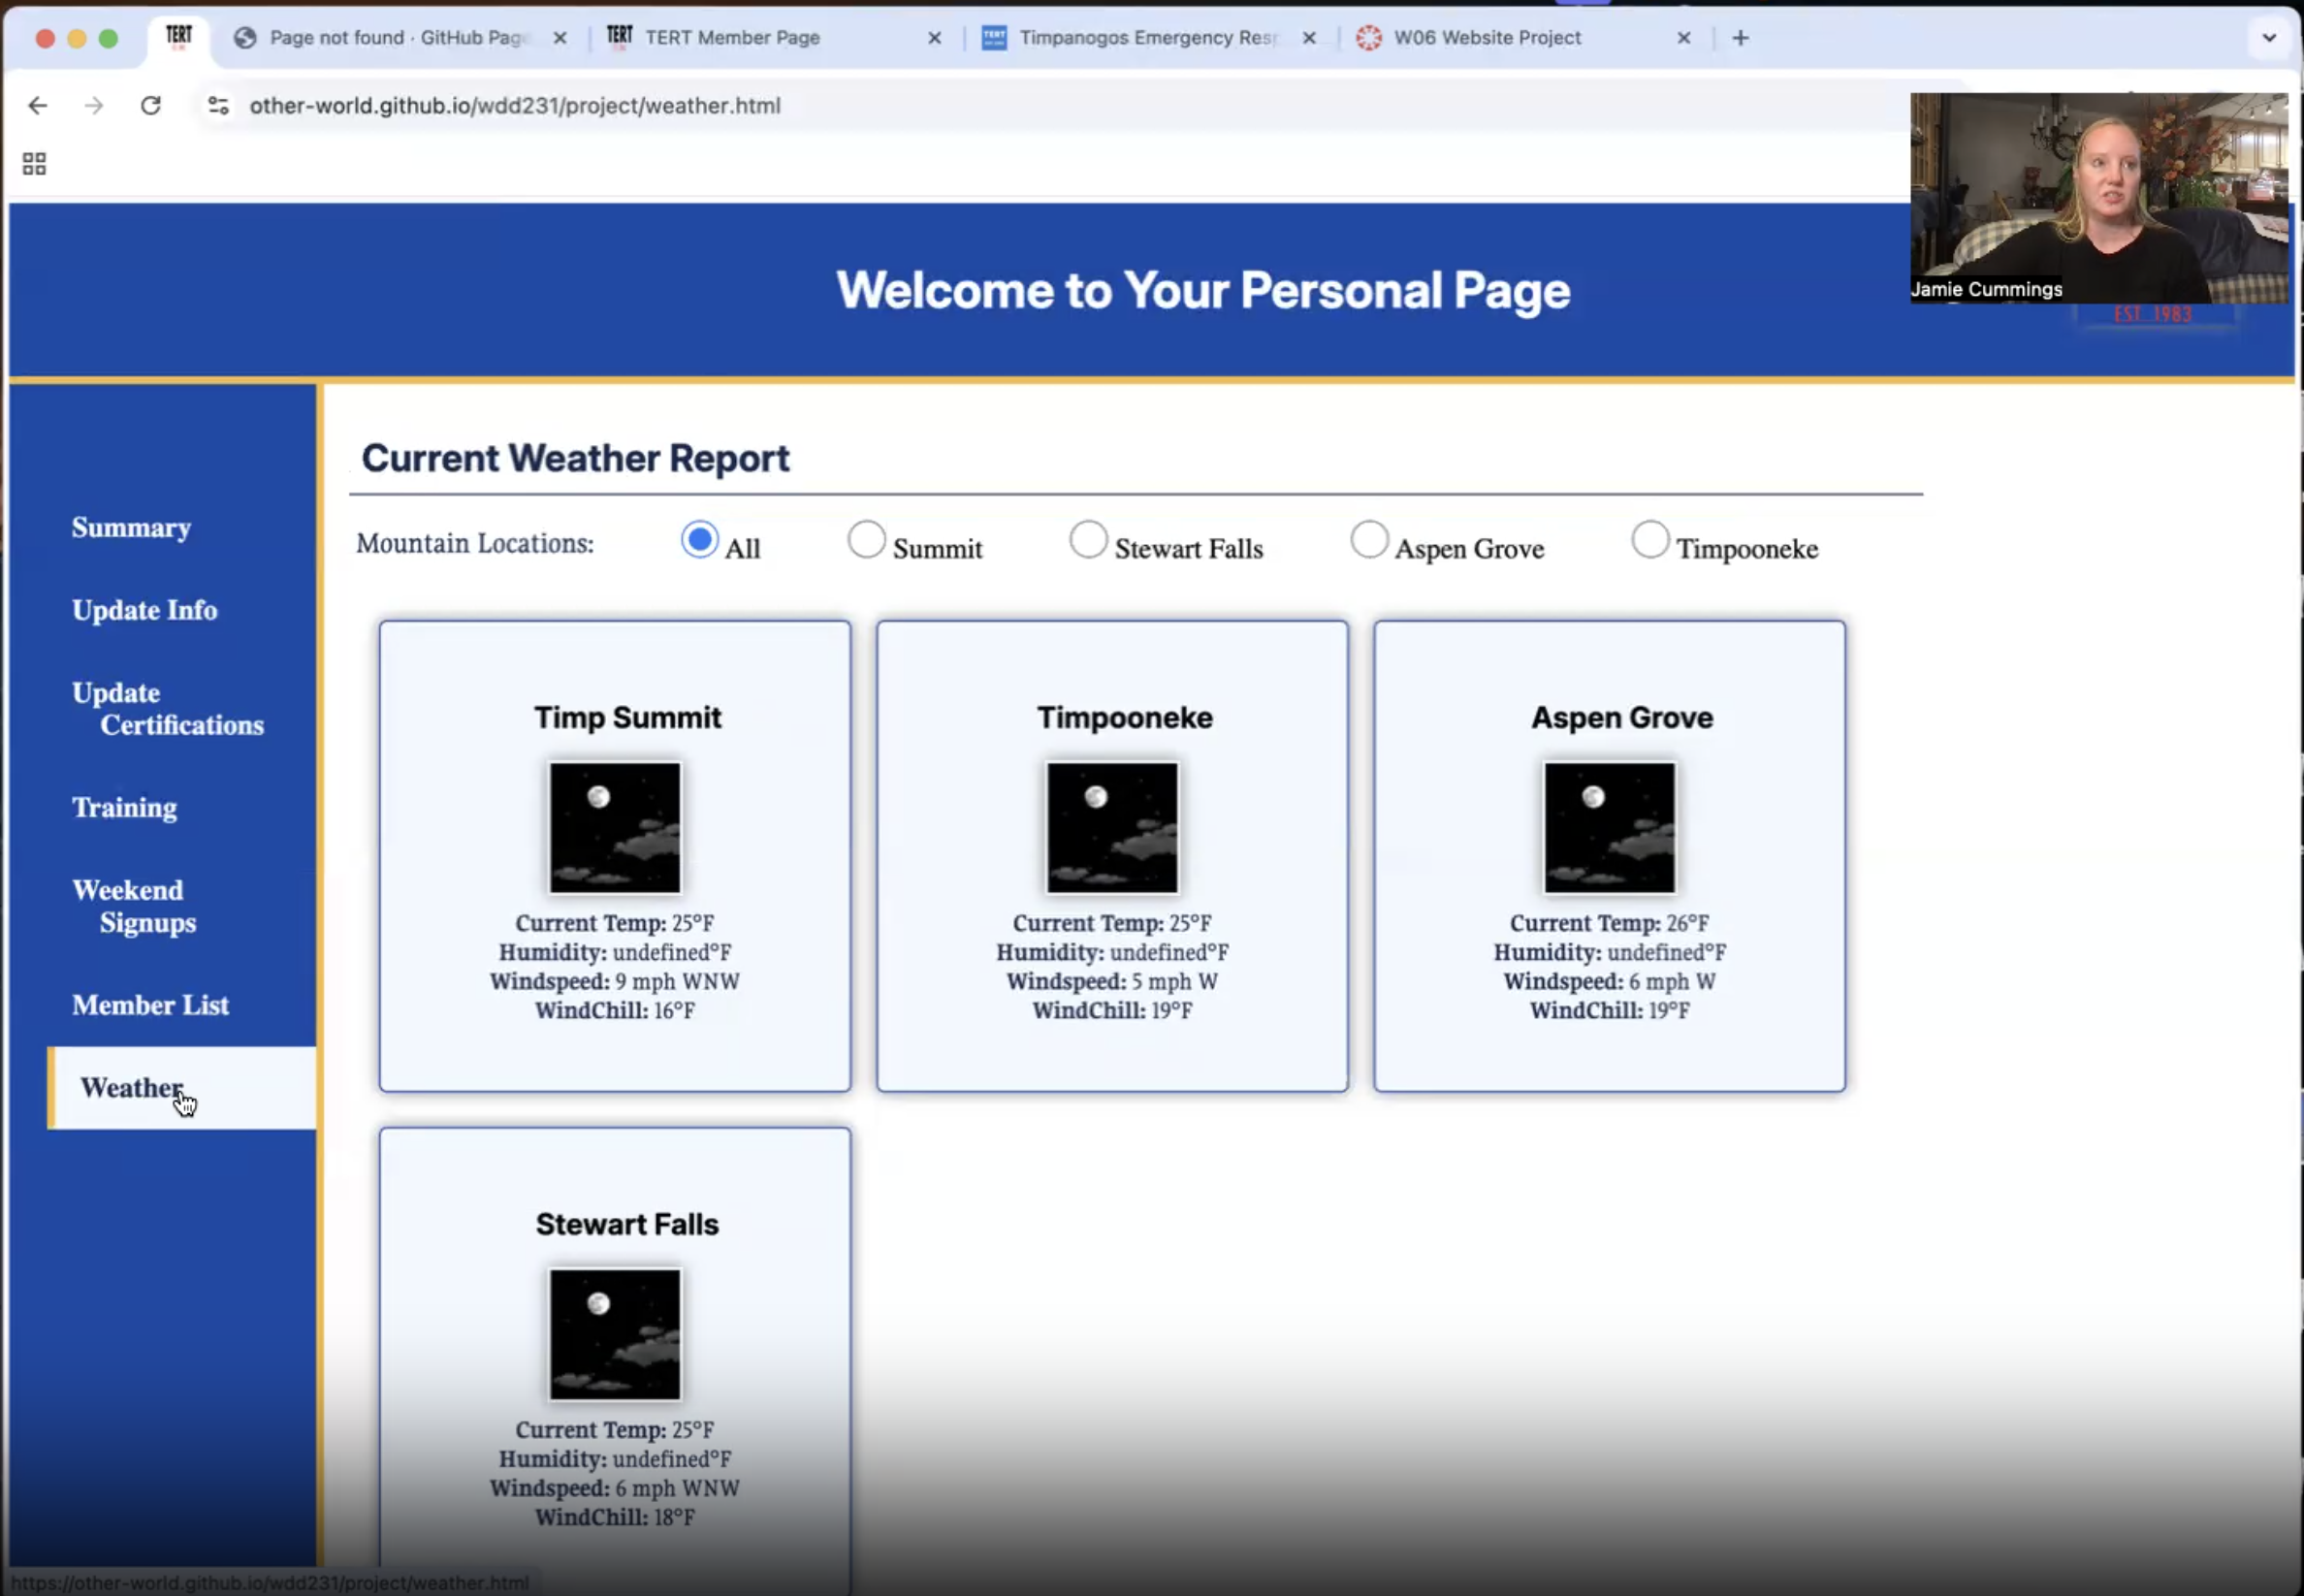 TERT
Page not found · GitHub Page
TERT TERT Member Page
TERT Timpanogos Emergency Resp
W06 Website Project
other-world.github.io/wdd231/project/weather.html
Jamie Cummings
Welcome to Your Personal Page
EST 1983
Current Weather Report
Mountain Locations: All Summit Stewart Falls Aspen Grove Timpooneke
Summary
Update Info
Update
Certifications
Training
Weekend
Signups
Member List
Weather
Timp Summit
Current Temp: 25°F
Humidity: undefined°F
Windspeed: 9 mph WNW
WindChill: 16°F
Timpooneke
Current Temp: 25°F
Humidity: undefined°F
Windspeed: 5 mph W
WindChill: 19°F
Aspen Grove
Current Temp: 26°F
Humidity: undefined°F
Windspeed: 6 mph W
WindChill: 19°F
Stewart Falls
Current Temp: 25°F
Humidity: undefined°F
Windspeed: 6 mph WNW
WindChill: 18°F
https://other-world.github.io/wdd231/project/weather.html